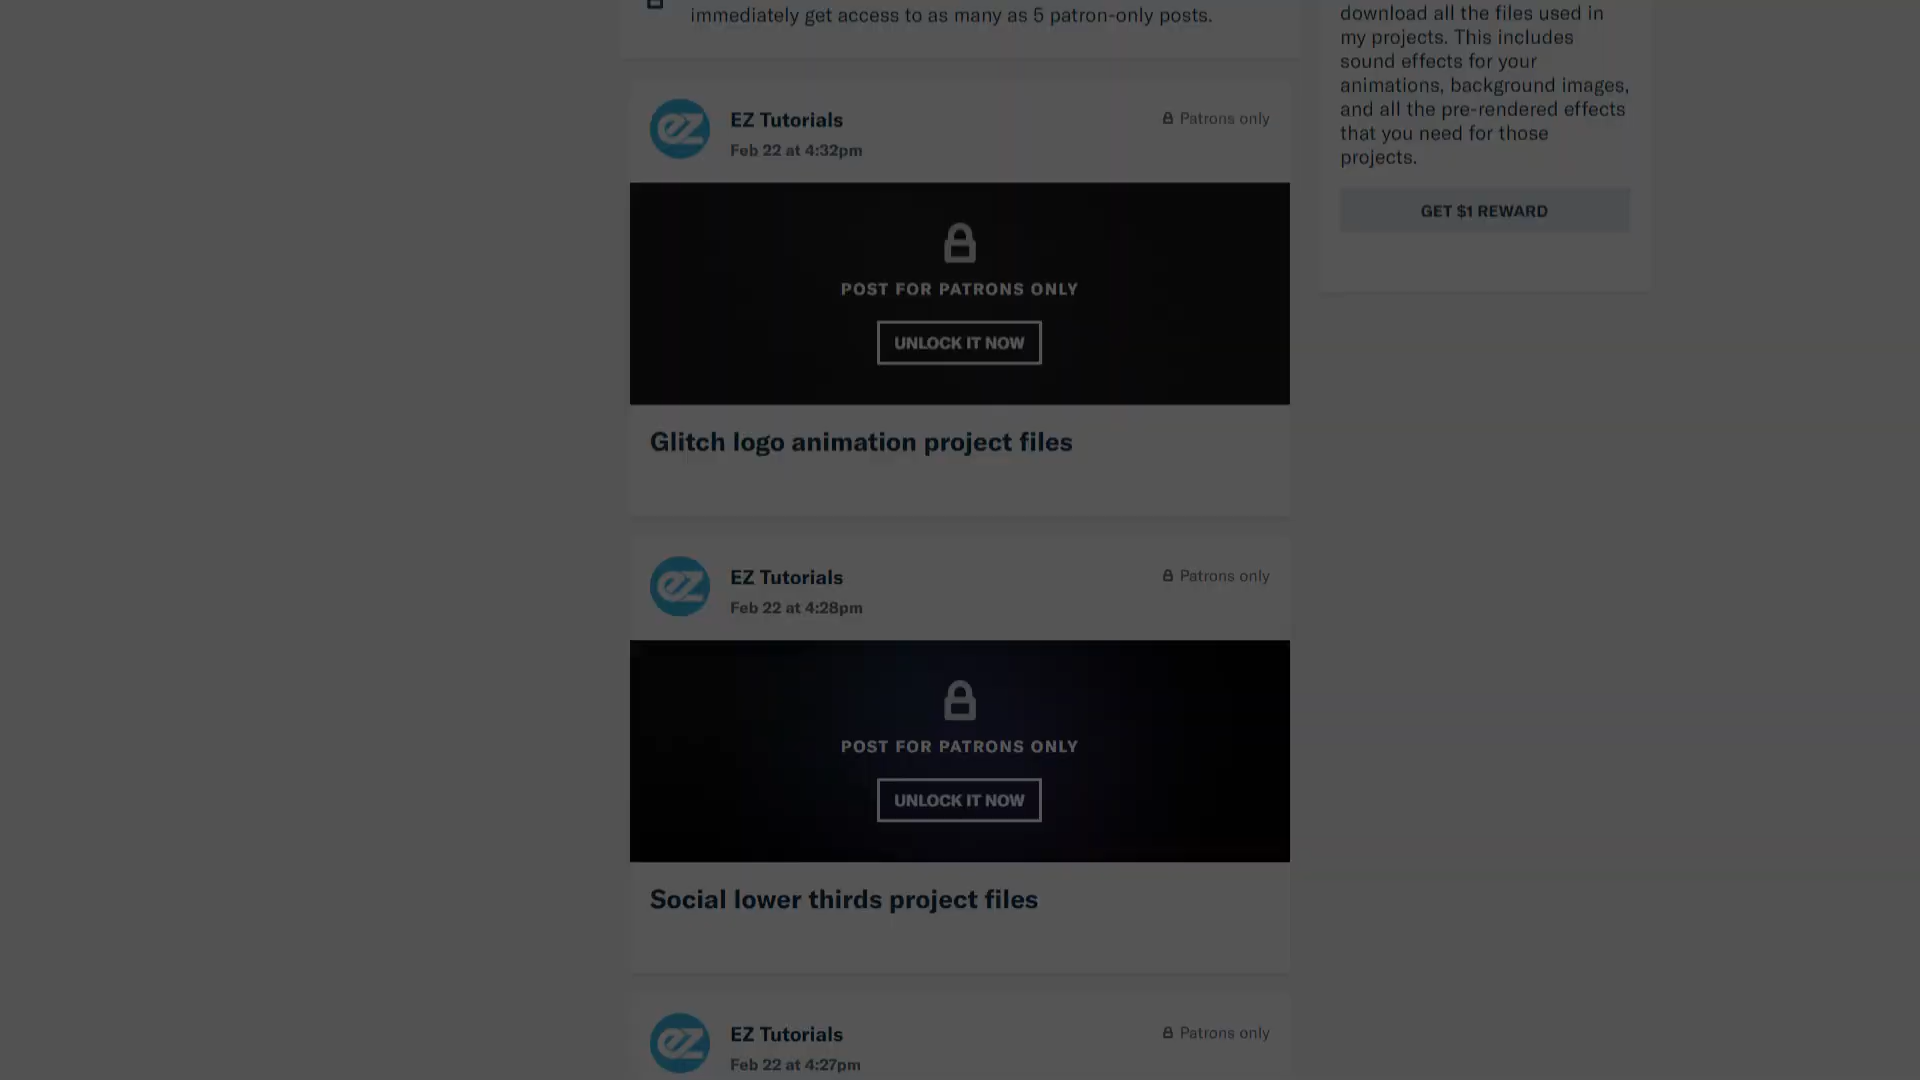 immediately get access to as many as 5 patron-only posts.
download all the files used in
my projects. This includes
sound effects for your
animations, background images,
and all the pre-rendered effects
that you need for those
projects.
GET $1 REWARD
ez
EZ Tutorials
Feb 22 at 4:32pm
Patrons only
POST FOR PATRONS ONLY
UNLOCK IT NOW
Glitch logo animation project files
ez
EZ Tutorials
Feb 22 at 4:28pm
Patrons only
POST FOR PATRONS ONLY
UNLOCK IT NOW
Social lower thirds project files
ez
EZ Tutorials
Feb 22 at 4:27pm
Patrons only